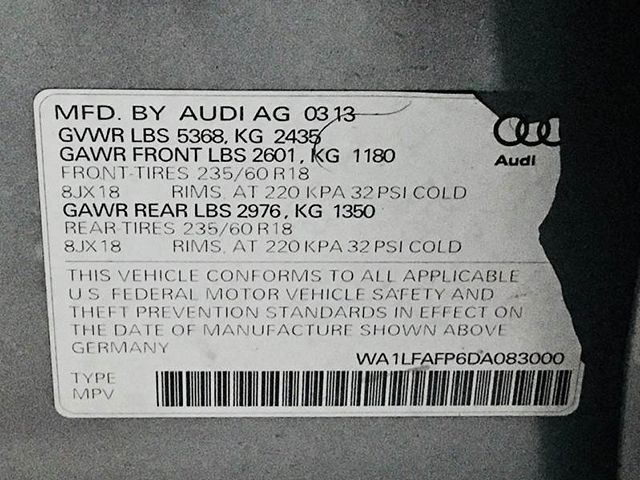 MFD. BY AUDI AG 03 13
GVWR LBS 5368, KG 2435
GAWR FRONT LBS 2601, KG 1180
FRONT-TIRES 235/60 R18
8JX18 RIMS, AT 220 KPA 32 PSI COLD
GAWR REAR LBS 2976, KG 1350
REAR-TIRES 235/60 R18
8JX18 RIMS, AT 220 KPA 32 PSI COLD
Audi
THIS VEHICLE CONFORMS TO ALL APPLICABLE
U.S. FEDERAL MOTOR VEHICLE SAFETY AND
THEFT PREVENTION STANDARDS IN EFFECT ON
THE DATE OF MANUFACTURE SHOWN ABOVE
GERMANY
WA1LFAFP6DA083000
TYPE
MPV